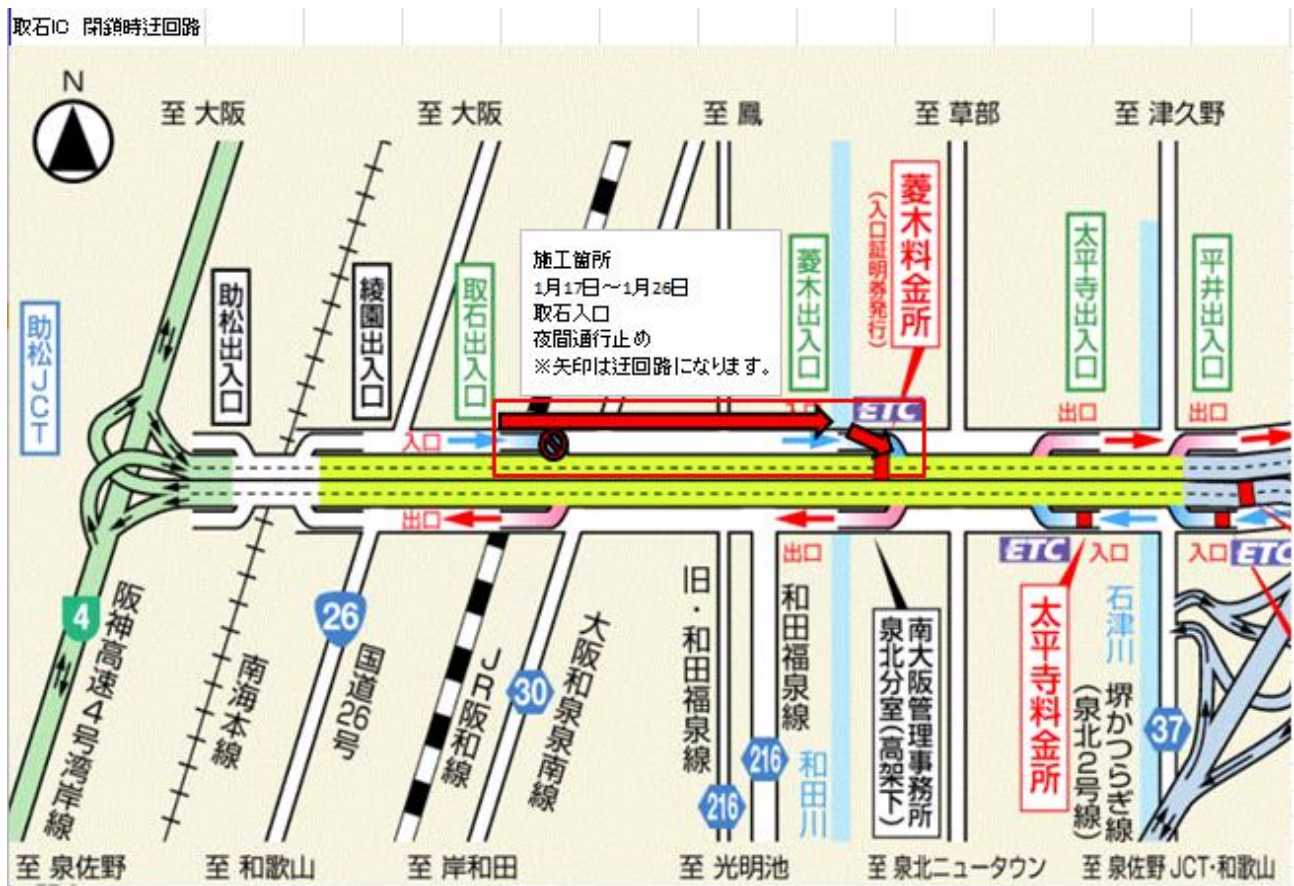 取石IC 閉鎖時迂回路
N
至 大阪
至 大阪
至 鳳
至 草部
至 津久野
施工箇所
1月17日～1月26日
取石入口
夜間通行止め
※矢印は迂回路になります。
助松JCT
助松出入口
綾園出入口
取石出入口
菱木出入口
菱木料金所
(入口証明券発行)
太平寺出入口
平井出入口
入口
入口
ETC
出口
出口
出口
出口
ETC
入口
入口
ETC
4
阪神高速4号湾岸線
南海本線
26
国道26号
JR阪和線
30
大阪和泉泉南線
旧・和田福泉線
216
和田福泉線
216
和田川
南大阪管理事務所
泉北分室(高架下)
太平寺料金所
石津川
堺かつらぎ線
(泉北2号線)
37
至 泉佐野
至 和歌山
至 岸和田
至 光明池
至 泉北ニュータウン
至 泉佐野JCT・和歌山